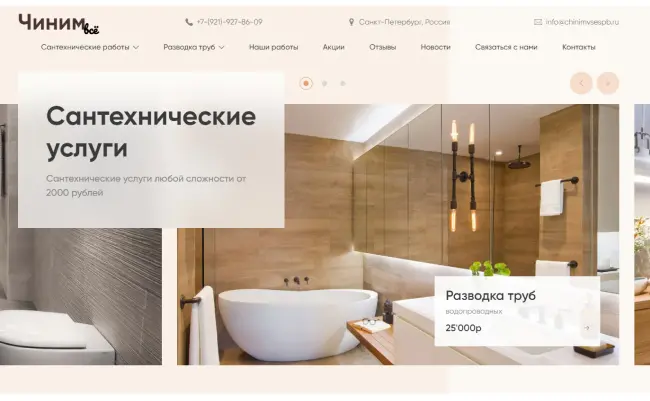 Чиним всё
+7-(921)-927-86-09
Санкт-Петербург, Россия
info@chinimvsespb.ru
Сантехнические работы
Разводка труб
Наши работы
Акции
Отзывы
Новости
Связаться с нами
Контакты
Сантехнические
услуги
Сантехнические услуги любой сложности от
2000 рублей
Разводка труб
водопроводных
25'000р